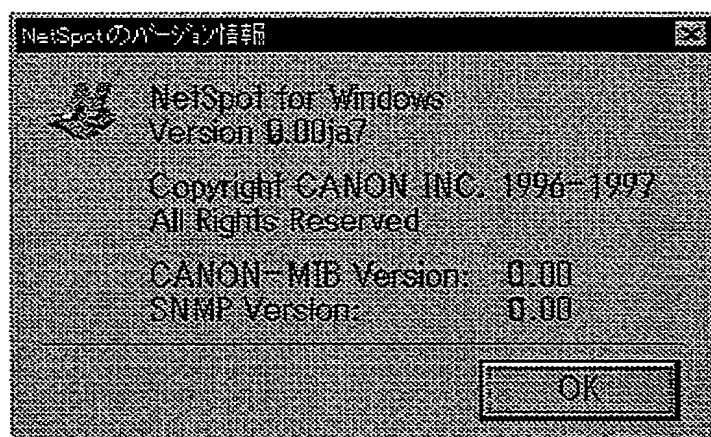 NetSpotのバージョン情報
NetSpot for Windows
Version 0.00ja7
Copyright CANON INC. 1996-1997
All Rights Reserved
CANON-MIB Version: 0.00
SNMP Version: 0.00
OK